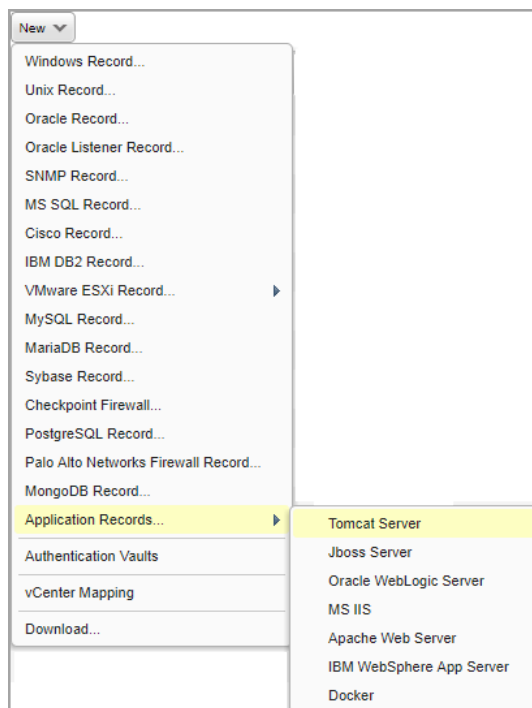 New
Windows Record...
Unix Record...
Oracle Record...
Oracle Listener Record...
SNMP Record...
MS SQL Record...
Cisco Record...
IBM DB2 Record...
VMware ESXi Record...
MySQL Record...
MariaDB Record...
Sybase Record...
Checkpoint Firewall...
PostgreSQL Record...
Palo Alto Networks Firewall Record...
MongoDB Record...
Application Records...
Authentication Vaults
vCenter Mapping
Download...
Tomcat Server
Jboss Server
Oracle WebLogic Server
MS IIS
Apache Web Server
IBM WebSphere App Server
Docker